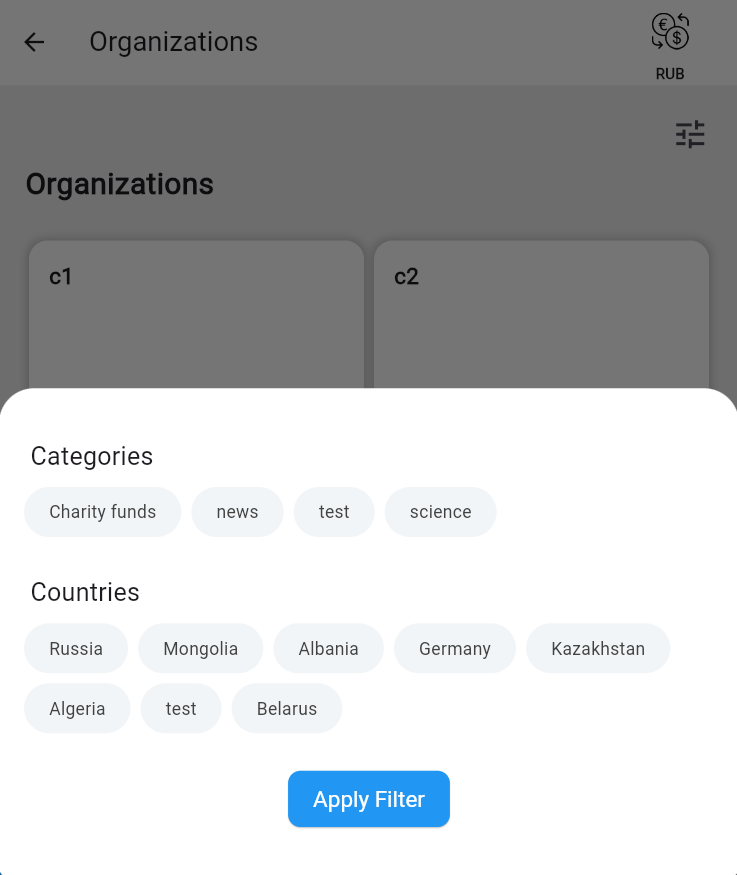 Organizations
€
$
RUB
Organizations
c1 c2
Categories
Charity funds news test science
Countries
Russia Mongolia Albania Germany Kazakhstan
Algeria test Belarus
Apply Filter